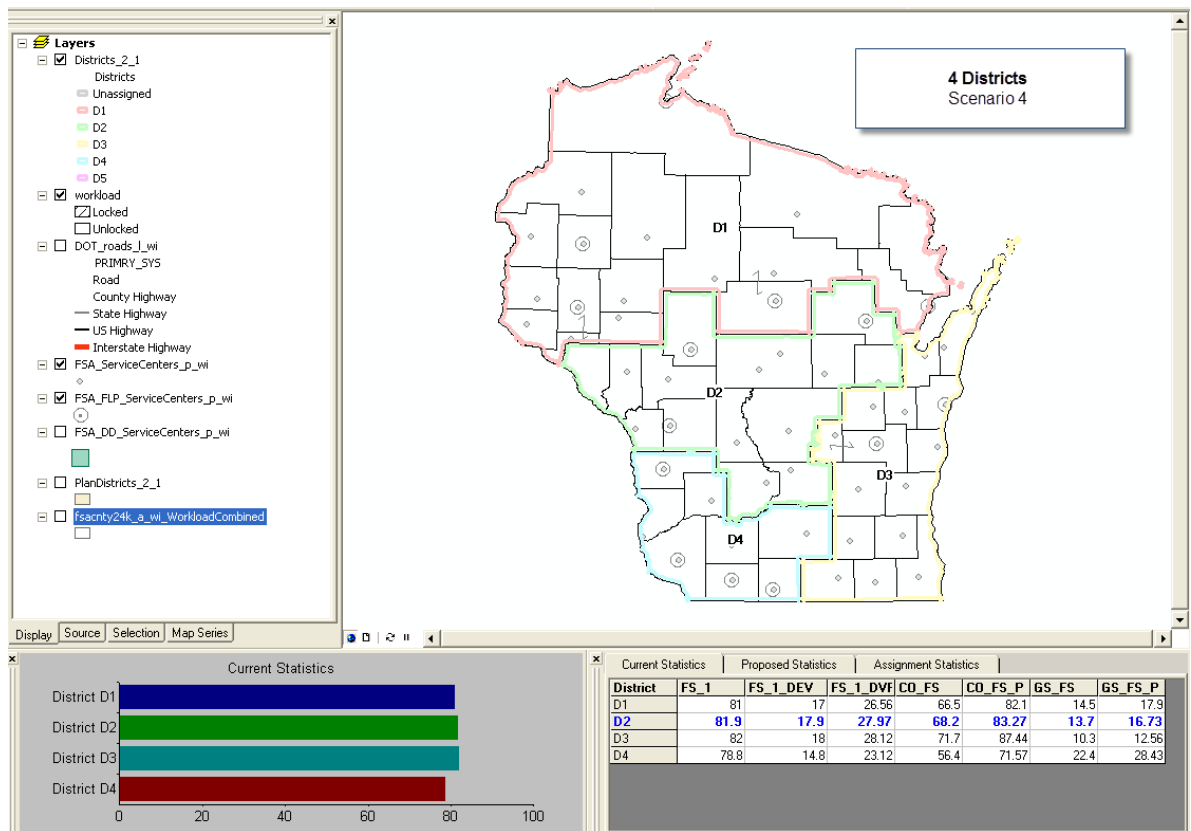 Layers
Districts_2_1
Districts
Unassigned
D1
D2
D3
D4
D5
workload
Locked
Unlocked
DOT_roads_l_wi
PRIMRY_SYS
Road
County Highway
State Highway
US Highway
Interstate Highway
FSA_ServiceCenters_p_wi
FSA_FLP_ServiceCenters_p_wi
FSA_DD_ServiceCenters_p_wi
PlanDistricts_2_1
fsacnty24k_a_wi_WorkloadCombined
Display Source Selection Map Series
4 Districts
Scenario 4
D1
D2
D3
D4
Current Statistics
District D1
District D2
District D3
District D4
0 20 40 60 80 100
Current Statistics Proposed Statistics Assignment Statistics
District FS_1 FS_1_DEV FS_1_DVF CO_FS CO_FS_P GS_FS GS_FS_P
D1 81 17 26.56 66.5 82.1 14.5 17.9
D2 81.9 17.9 27.97 68.2 83.27 13.7 16.73
D3 82 18 28.12 71.7 87.44 10.3 12.56
D4 78.8 14.8 23.12 56.4 71.57 22.4 28.43